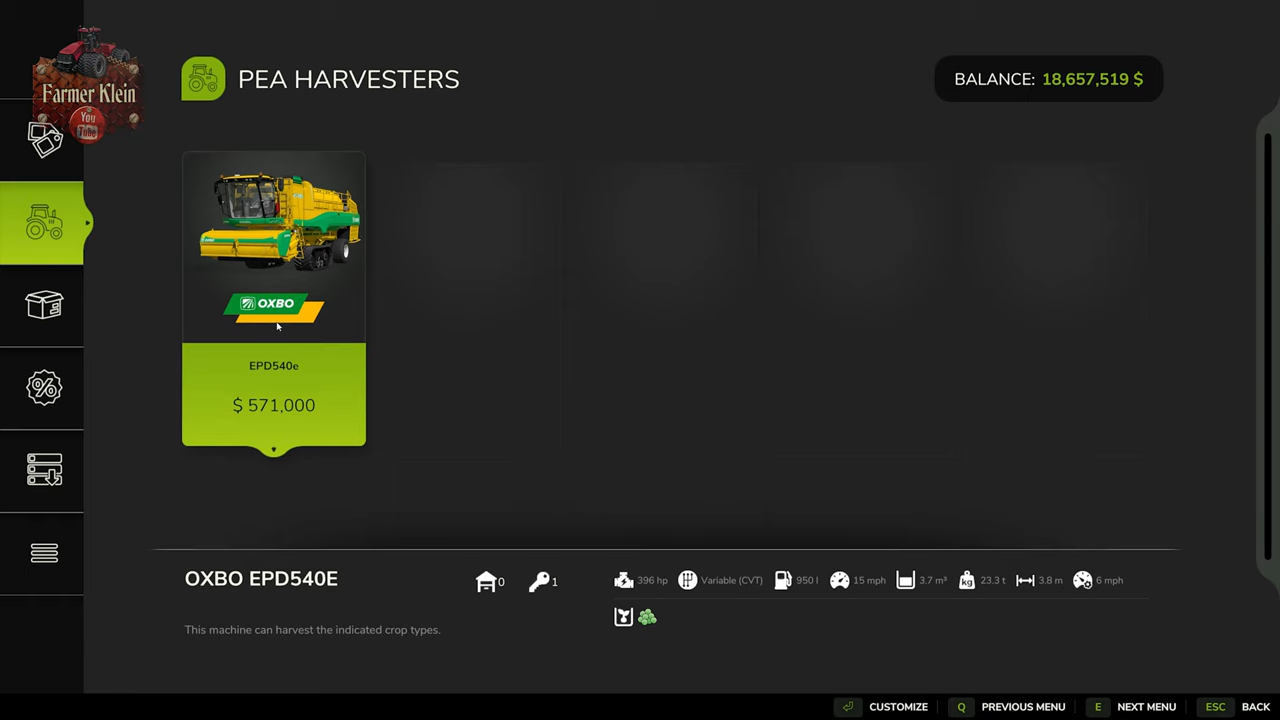 Farmer Klein
You
Tube
PEA HARVESTERS
BALANCE: 18,657,519 $
OXBO
EPD540e
$ 571,000
OXBO EPD540E
0
1
396 hp
Variable (CVT)
950 l
15 mph
3.7 m³
kg
23.3 t
3.8 m
6 mph
This machine can harvest the indicated crop types.
CUSTOMIZE
Q
PREVIOUS MENU
E
NEXT MENU
ESC
BACK